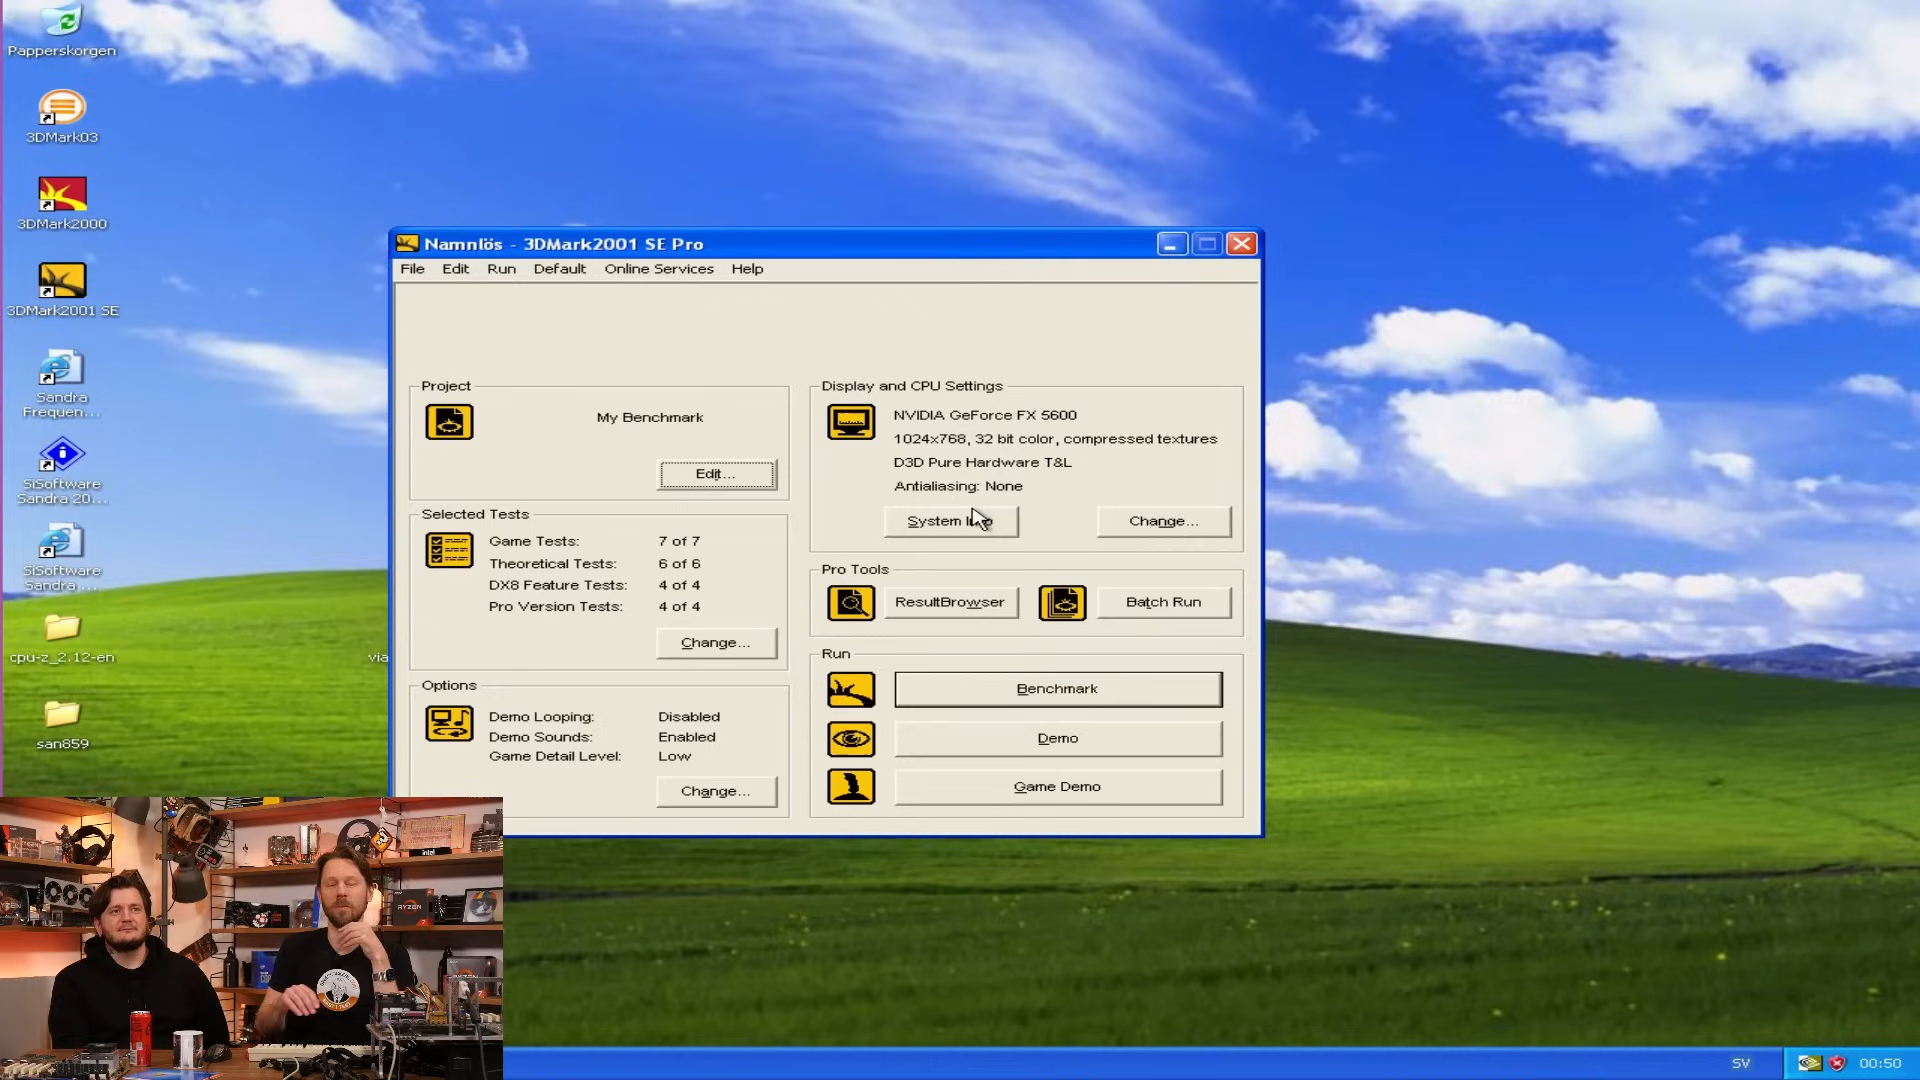 Papperskorgen
3DMark03
3DMark2000
3DMark2001 SE
Sandra
Frequen...
SiSoftware
Sandra 20...
SiSoftware
Sandra ...
cpu-z_2.12-en
via
san859
Namnlös - 3DMark2001 SE Pro
File Edit Run Default Online Services Help
Project
My Benchmark
Edit...
Selected Tests
Game Tests: 7 of 7
Theoretical Tests: 6 of 6
DX8 Feature Tests: 4 of 4
Pro Version Tests: 4 of 4
Change...
Options
Demo Looping: Disabled
Demo Sounds: Enabled
Game Detail Level: Low
Change...
Display and CPU Settings
NVIDIA GeForce FX 5600
1024x768, 32 bit color, compressed textures
D3D Pure Hardware T&L
Antialiasing: None
System
Change...
Pro Tools
ResultBrowser
Batch Run
Run
Benchmark
Demo
Game Demo
intel
RYZEN
SV
00:50